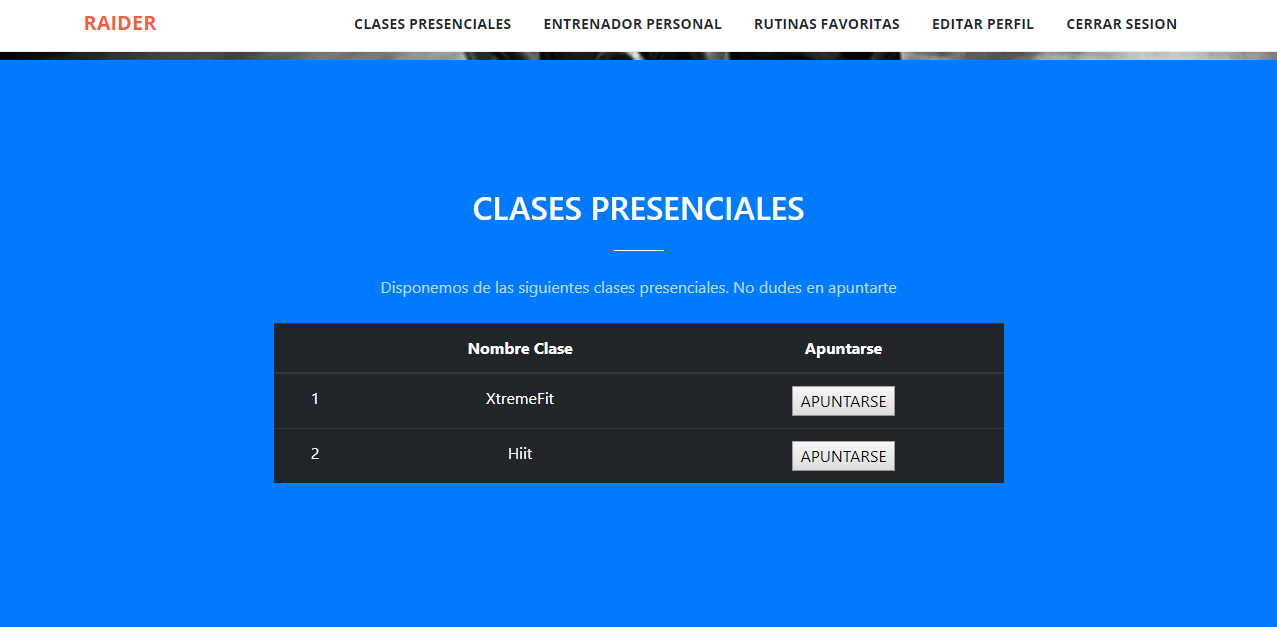 RAIDER CLASES PRESENCIALES ENTRENADOR PERSONAL RUTINAS FAVORITAS EDITAR PERFIL CERRAR SESION
CLASES PRESENCIALES
Disponemos de las siguientes clases presenciales. No dudes en apuntarte
Nombre Clase Apuntarse
1 XtremeFit APUNTARSE
2 Hiit APUNTARSE